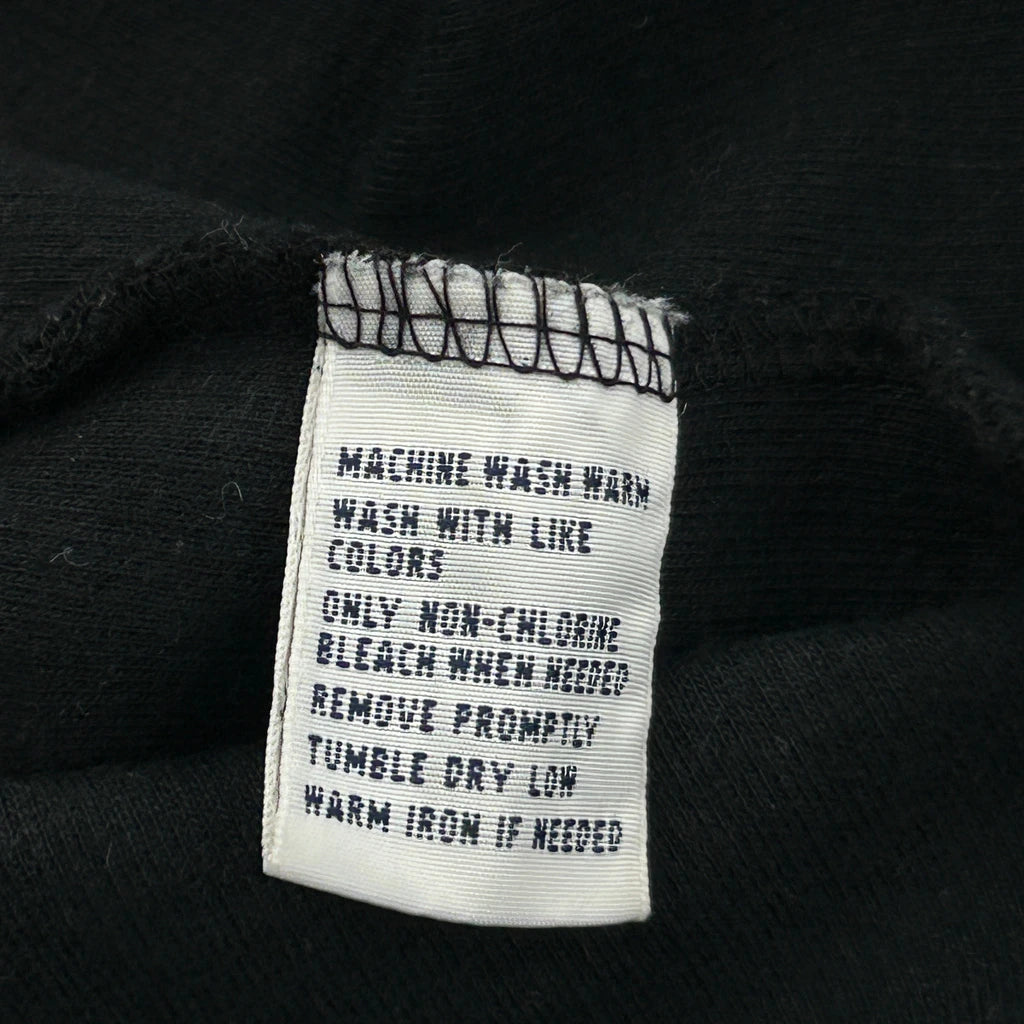 MACHINE WASH WARM
WASH WITH LIKE
COLORS
ONLY NON-CHLORINE
BLEACH WHEN NEEDED
REMOVE PROMPTLY
TUMBLE DRY LOW
WARM IRON IF NEEDED